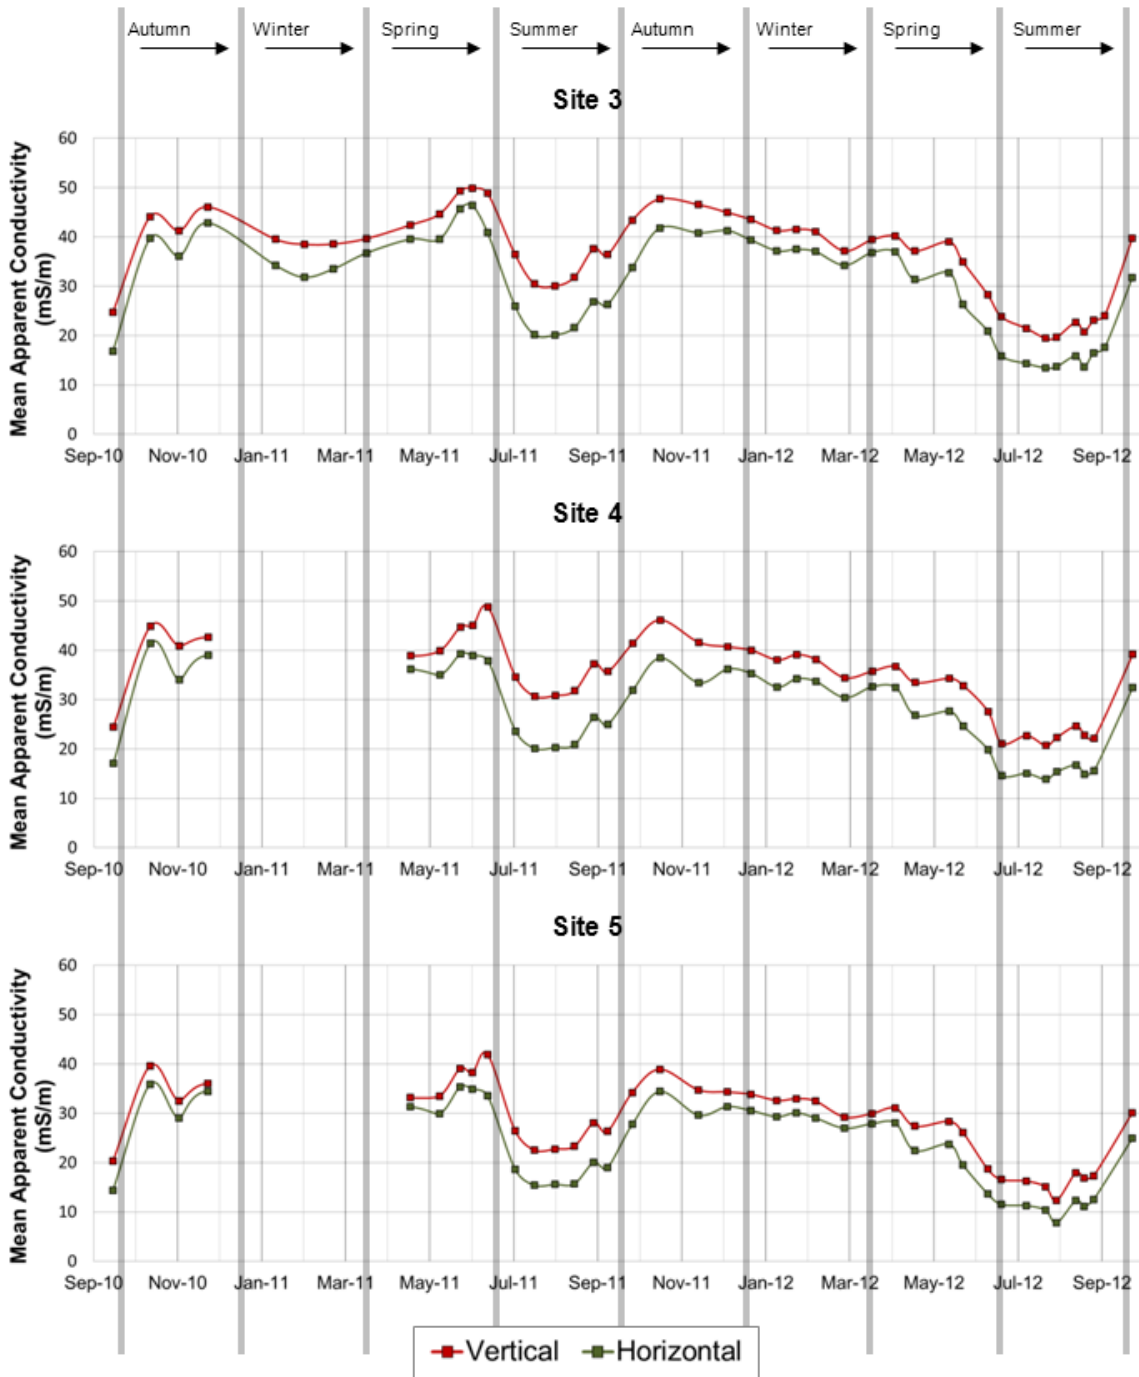 Autumn Winter Spring Summer Autumn Winter Spring Summer
Site 3
Mean Apparent Conductivity
(mS/m)
60
50
40
30
20
10
0
Sep-10 Nov-10 Jan-11 Mar-11 May-11 Jul-11 Sep-11 Nov-11 Jan-12 Mar-12 May-12 Jul-12 Sep-12
Site 4
Mean Apparent Conductivity
(mS/m)
60
50
40
30
20
10
0
Sep-10 Nov-10 Jan-11 Mar-11 May-11 Jul-11 Sep-11 Nov-11 Jan-12 Mar-12 May-12 Jul-12 Sep-12
Site 5
Mean Apparent Conductivity
(mS/m)
60
50
40
30
20
10
0
Sep-10 Nov-10 Jan-11 Mar-11 May-11 Jul-11 Sep-11 Nov-11 Jan-12 Mar-12 May-12 Jul-12 Sep-12
Vertical Horizontal